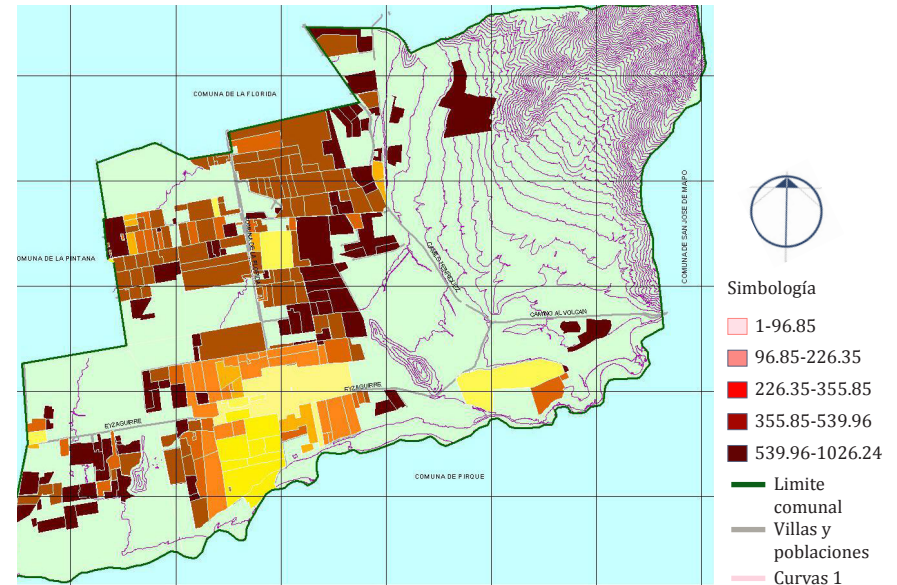 COMUNA DE LA FLORIDA
COMUNA DE SAN JOSE DE MAIPO
OMUNA DE LA PINTANA
CAMINO AL VOLCAN
EYZAGUIRRE
EYZAGUIRRE
COMUNA DE PIRQUE
Simbología
1-96.85
96.85-226.35
226.35-355.85
355.85-539.96
539.96-1026.24
Limite
comunal
Villas y
poblaciones
Curvas 1